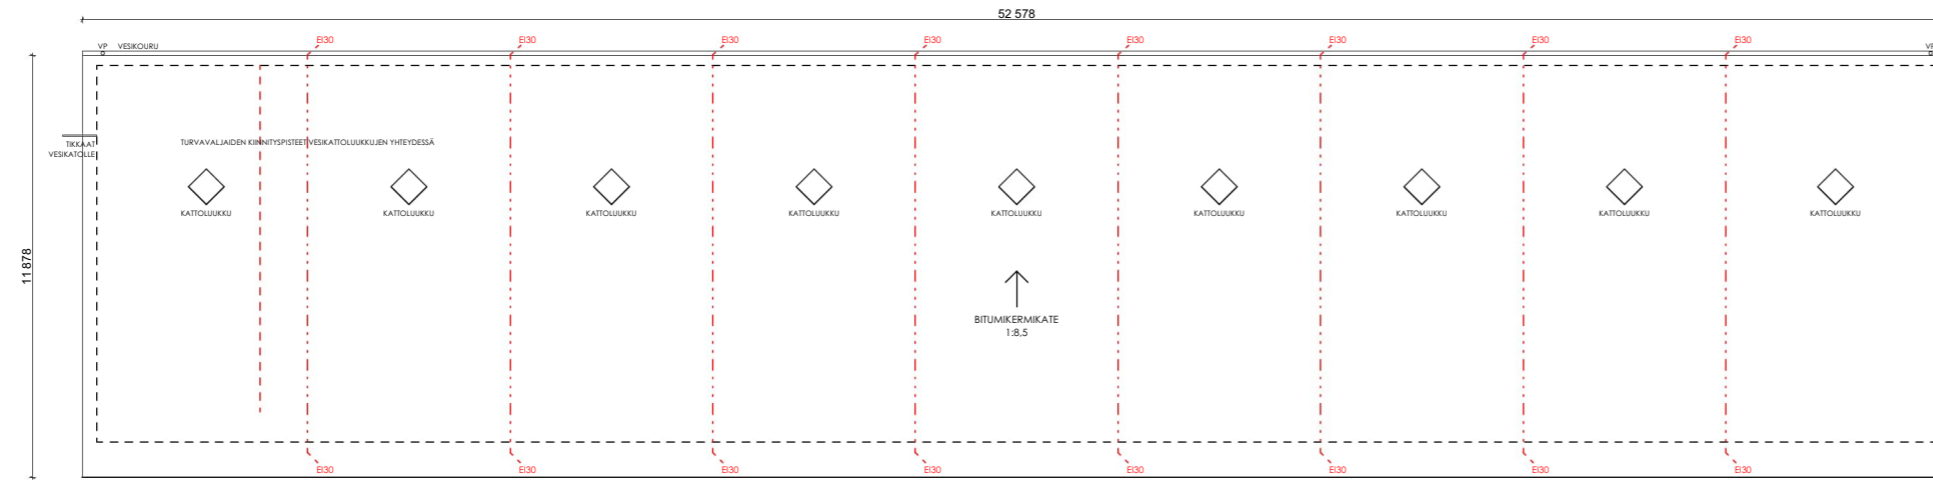 52 578
EI30 EI30 EI30 EI30 EI30 EI30 EI30 EI30
VP VESIKOURU VP
TIKKAAT
VESIKATOLLE
TURVAVALJAIDEN KIINNITYSPISTEET VESIKATTOLUUKKUJEN YHTEYDESSÄ
KATTOLUUKKU KATTOLUUKKU KATTOLUUKKU KATTOLUUKKU KATTOLUUKKU KATTOLUUKKU KATTOLUUKKU KATTOLUUKKU KATTOLUUKKU
11 878
BITUMIKERMIKATE
1:8,5
EI30 EI30 EI30 EI30 EI30 EI30 EI30 EI30